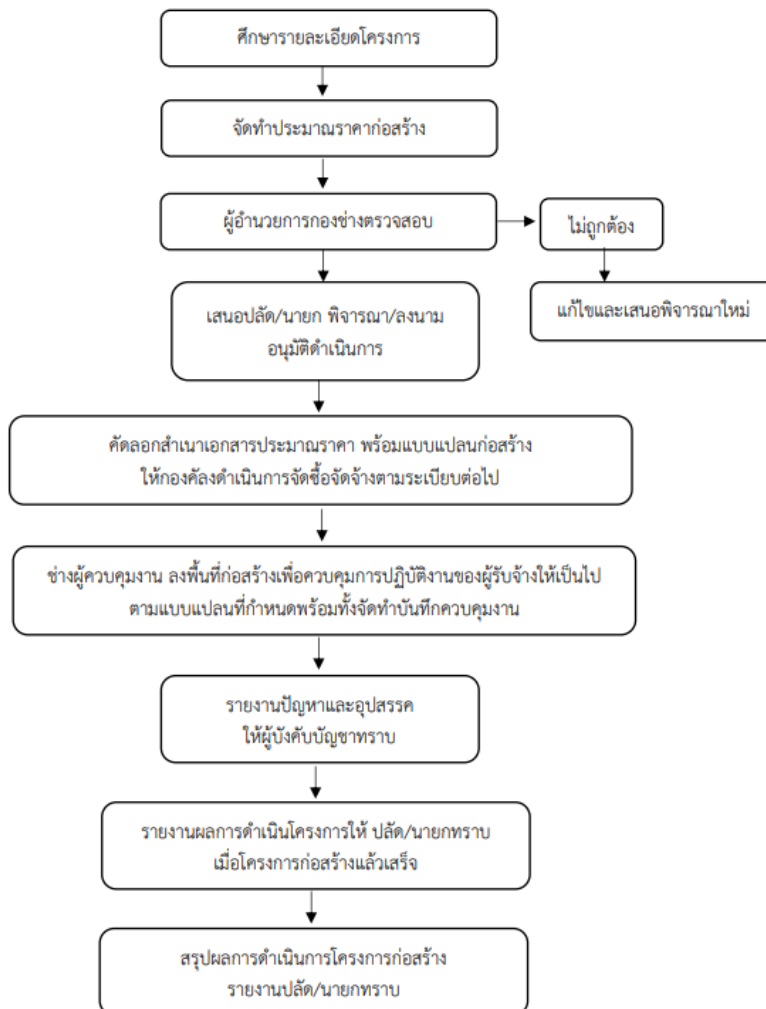 ศึกษารายละเอียดโครงการ
จัดทำประมาณราคาก่อสร้าง
ผู้อำนวยการกองช่างตรวจสอบ
ไม่ถูกต้อง
เสนอปลัด/นายก พิจารณา/ลงนาม
อนุมัติดำเนินการ
แก้ไขและเสนอพิจารณาใหม่
คัดลอกสำเนาเอกสารประมาณราคา พร้อมแบบแปลนก่อสร้าง
ให้กองคัลงดำเนินการจัดซื้อจัดจ้างตามระเบียบต่อไป
ช่างผู้ควบคุมงาน ลงพื้นที่ก่อสร้างเพื่อควบคุมการปฏิบัติงานของผู้รับจ้างให้เป็นไป
ตามแบบแปลนที่กำหนดพร้อมทั้งจัดทำบันทึกควบคุมงาน
รายงานปัญหาและอุปสรรค
ให้ผู้บังคับบัญชาทราบ
รายงานผลการดำเนินโครงการให้ ปลัด/นายกทราบ
เมื่อโครงการก่อสร้างแล้วเสร็จ
สรุปผลการดำเนินการโครงการก่อสร้าง
รายงานปลัด/นายกทราบ